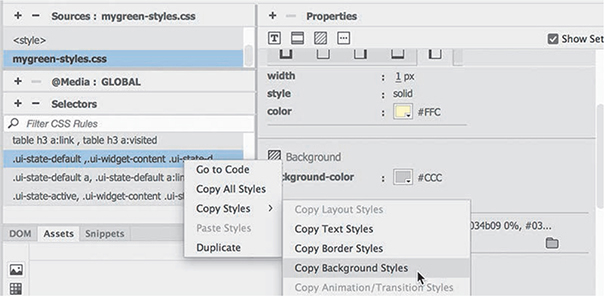 Sources : mygreen-styles.css
<style>
mygreen-styles.css
@Media : GLOBAL
Selectors
Filter CSS Rules
table h3 a:link , table h3 a:visited
.ui-state-default ,.ui-widget-content .ui-state-d
.ui-state-default a, .ui-state-default a:lin
.ui-state-active, .ui-widget-content .ui-st
DOM Assets Snippets
Go to Code
Copy All Styles
Copy Styles
Paste Styles
Duplicate
Properties
T
Show Set
width : 1 px
style : solid
color : #FFC
Background
background-color : #CCC
034b09 0%, #03...
Copy Layout Styles
Copy Text Styles
Copy Border Styles
Copy Background Styles
Copy Animation/Transition Styles